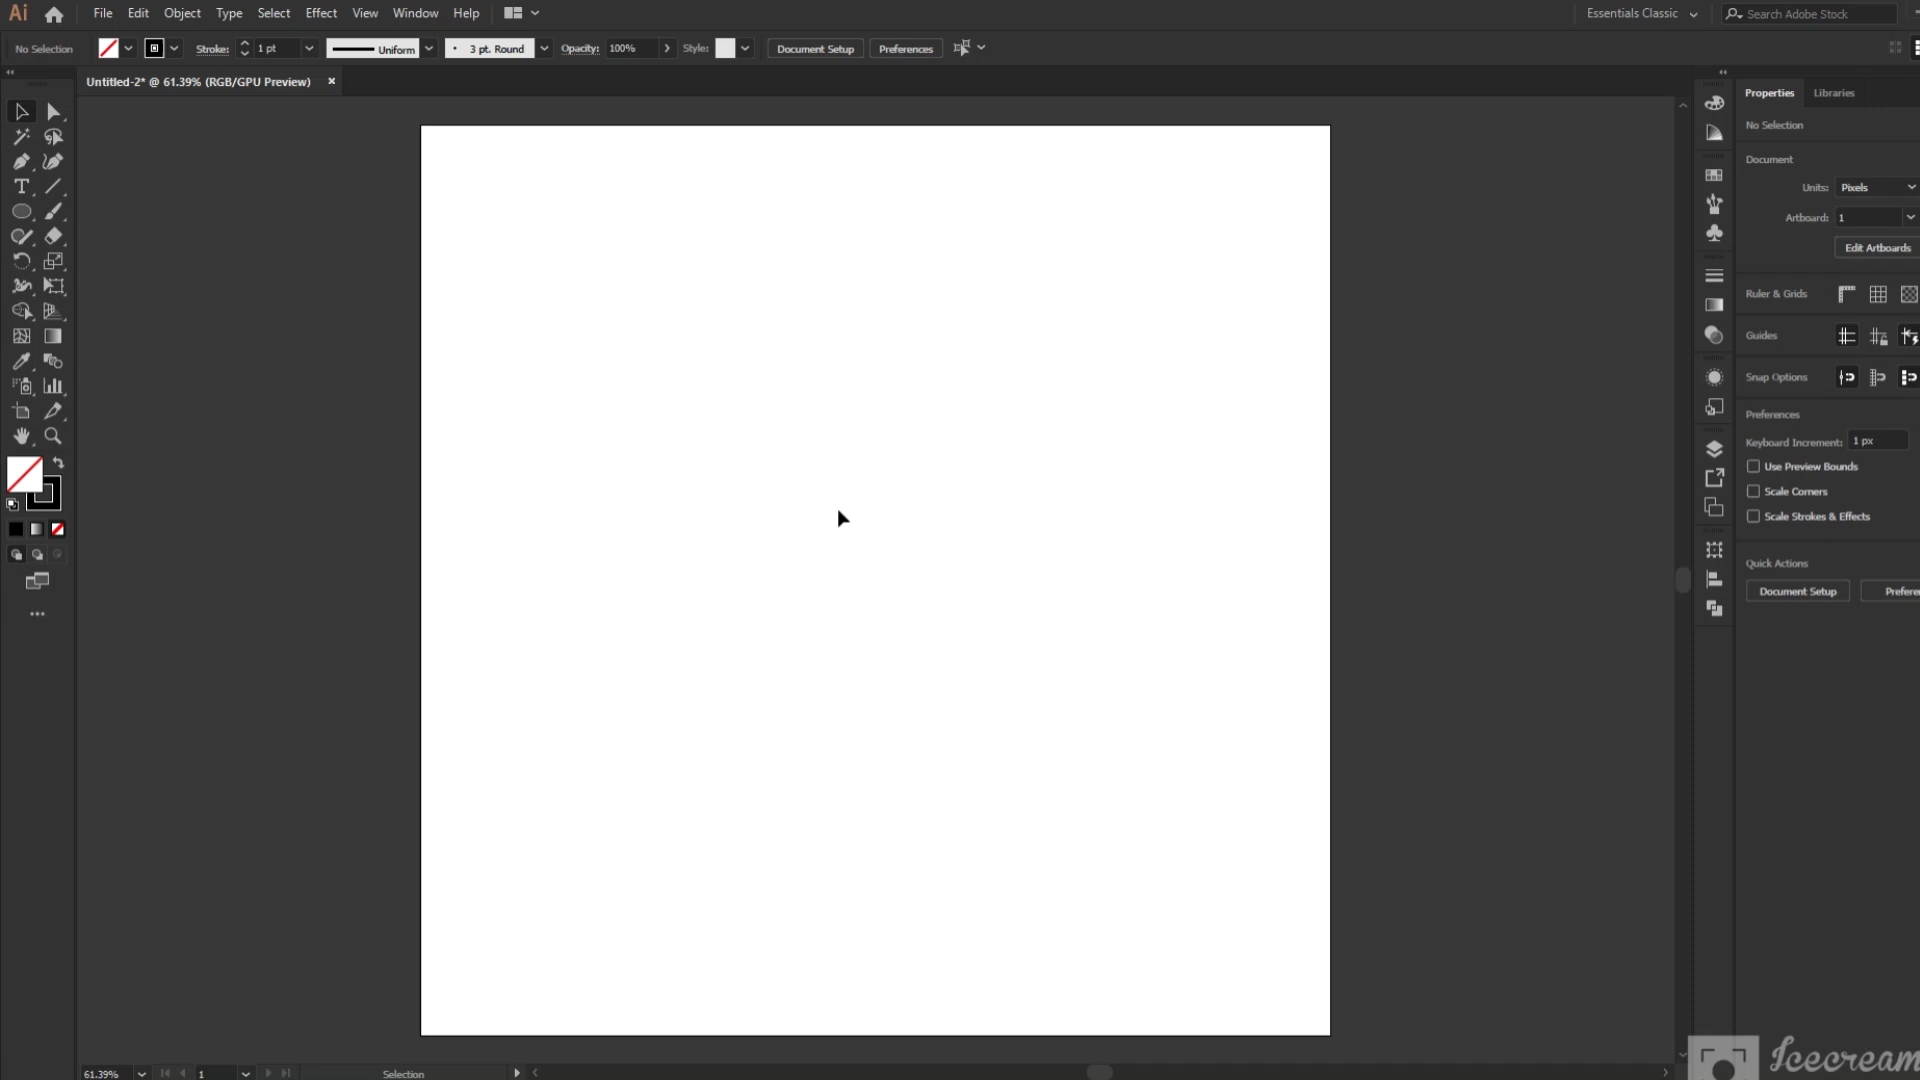 Ai File Edit Object Type Select Effect View Window Help Essentials Classic Search Adobe Stock
No Selection Stroke: 1 pt Uniform 3 pt. Round Opacity: 100% Style: Document Setup Preferences
Untitled-2* @ 61.39% (RGB/GPU Preview)
Properties Libraries
No Selection
Document
Units: Pixels
Artboard: 1
Edit Artboards
Ruler & Grids
Guides
Snap Options
Preferences
Keyboard Increment: 1 px
Use Preview Bounds
Scale Corners
Scale Strokes & Effects
Quick Actions
Document Setup Preferen
61.39% 1 Selection
Icecream